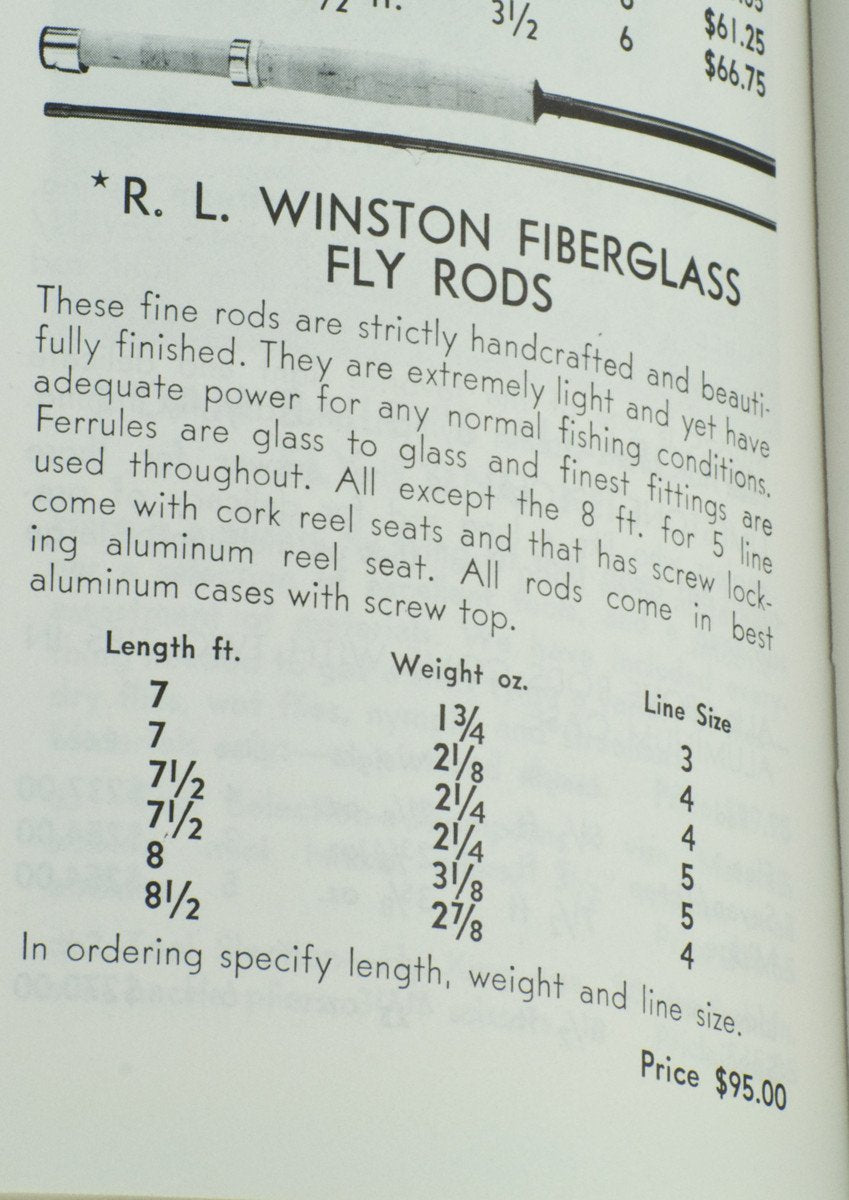 3½ 6 $61.25
$66.75
*R. L. WINSTON FIBERGLASS
FLY RODS
These fine rods are strictly handcrafted and beauti-
fully finished. They are extremely light and yet have
adequate power for any normal fishing conditions.
Ferrules are glass to glass and finest fittings are
used throughout. All except the 8 ft. for 5 line
come with cork reel seats and that has screw lock-
ing aluminum reel seat. All rods come in best
aluminum cases with screw top.
Length ft. Weight oz. Line Size
7 1¾ 3
7 2⅛ 4
7½ 2¼ 4
7½ 2¼ 5
8 3⅛ 5
8½ 2⅞ 4
In ordering specify length, weight and line size.
Price $95.00